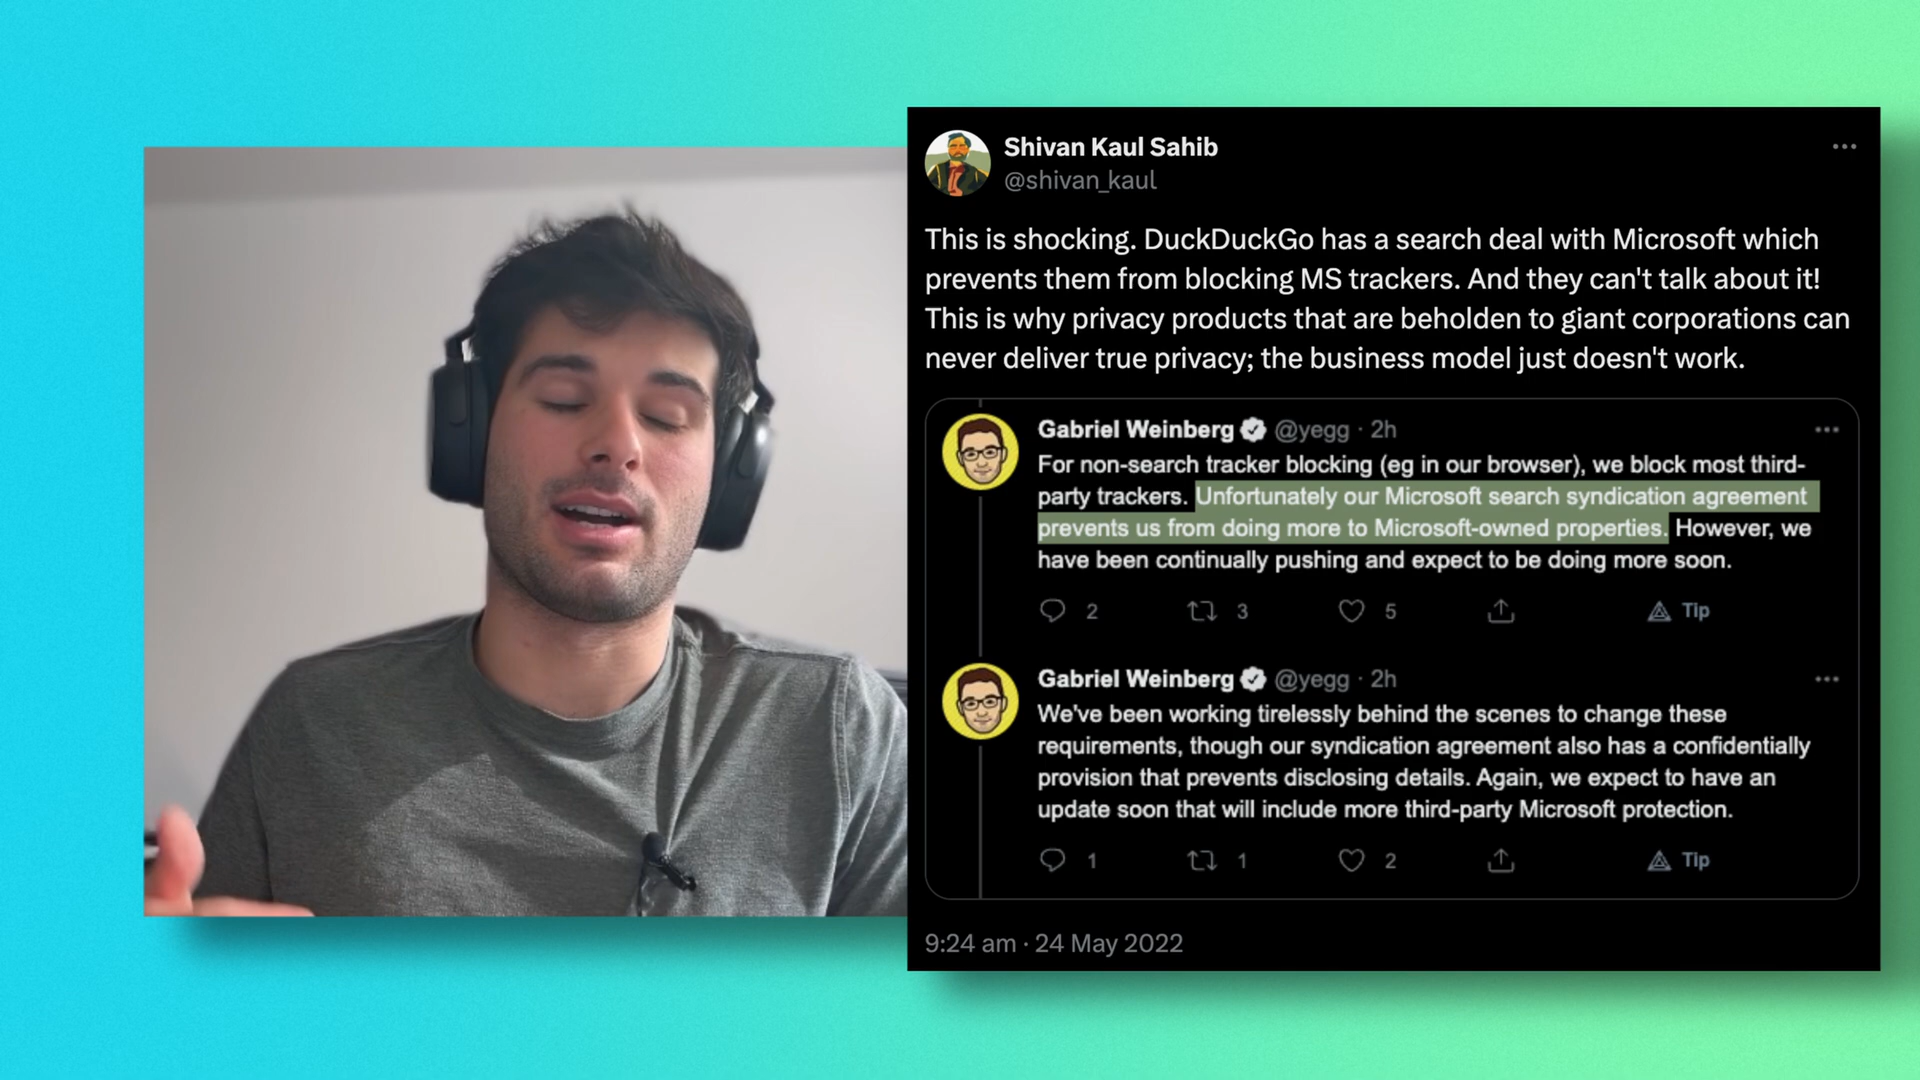 Shivan Kaul Sahib
@shivan_kaul
This is shocking. DuckDuckGo has a search deal with Microsoft which
prevents them from blocking MS trackers. And they can't talk about it!
This is why privacy products that are beholden to giant corporations can
never deliver true privacy; the business model just doesn't work.
Gabriel Weinberg @yegg · 2h
For non-search tracker blocking (eg in our browser), we block most third-
party trackers. Unfortunately our Microsoft search syndication agreement
prevents us from doing more to Microsoft-owned properties. However, we
have been continually pushing and expect to be doing more soon.
2 3 5 Tip
Gabriel Weinberg @yegg · 2h
We've been working tirelessly behind the scenes to change these
requirements, though our syndication agreement also has a confidentially
provision that prevents disclosing details. Again, we expect to have an
update soon that will include more third-party Microsoft protection.
1 1 2 Tip
9:24 am · 24 May 2022